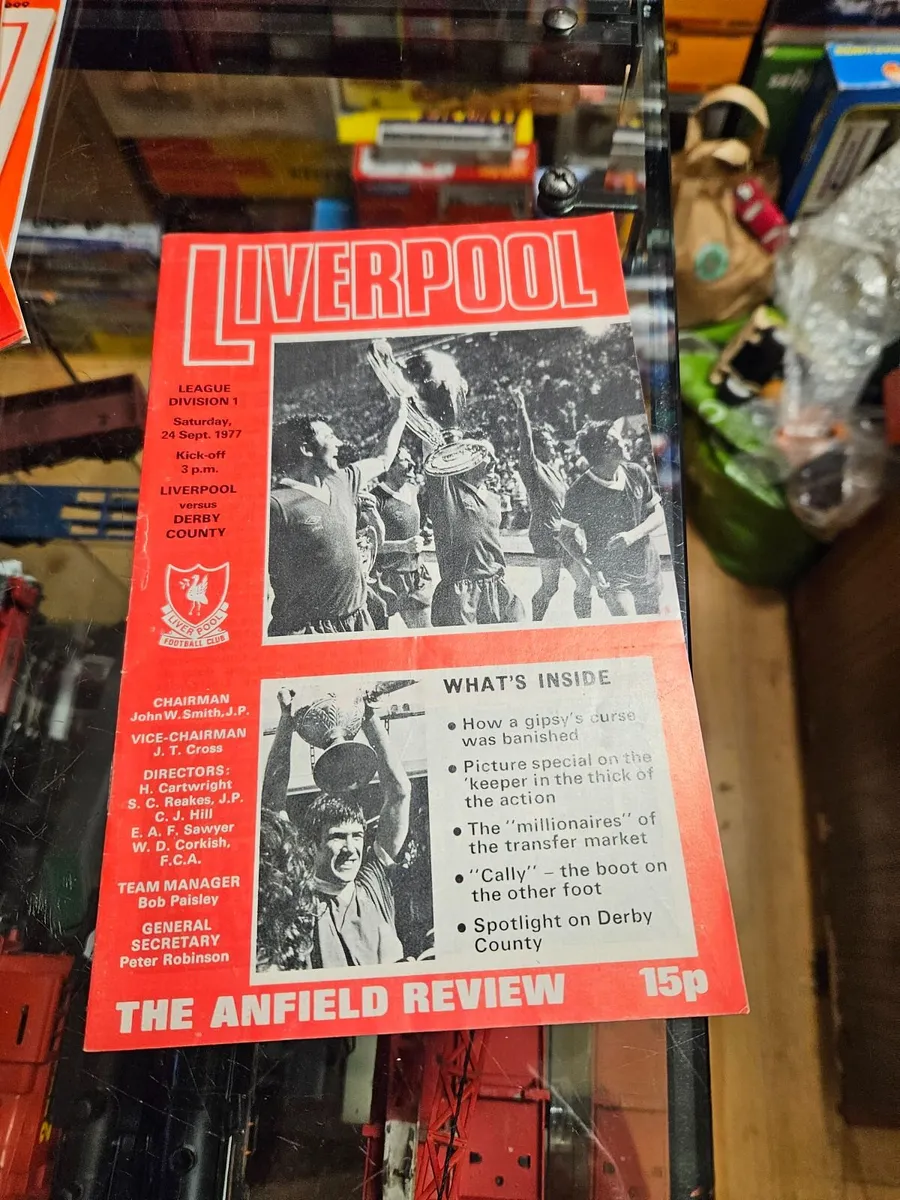 LIVERPOOL
LEAGUE
DIVISION 1
Saturday,
24 Sept. 1977
Kick-off
3 p.m.
LIVERPOOL
versus
DERBY
COUNTY
LIVERPOOL
FOOTBALL CLUB
CHAIRMAN
John W. Smith, J.P.
VICE-CHAIRMAN
J. T. Cross
DIRECTORS:
H. Cartwright
S. C. Reakes, J.P.
C. J. Hill
E. A. F. Sawyer
W. D. Corkish,
F.C.A.
TEAM MANAGER
Bob Paisley
GENERAL
SECRETARY
Peter Robinson
WHAT'S INSIDE
• How a gipsy's curse
was banished
• Picture special on the
'keeper in the thick of
the action
• The "millionaires" of
the transfer market
• "Cally" – the boot on
the other foot
• Spotlight on Derby
County
THE ANFIELD REVIEW
15p